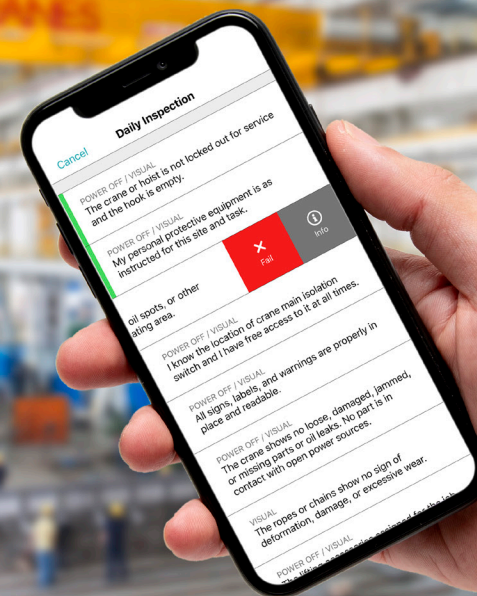 ANES
Cancel
Daily Inspection
POWER OFF / VISUAL
The crane or hoist is not locked out for service
and the hook is empty.
POWER OFF / VISUAL
My personal protective equipment is as
instructed for this site and task.
oil spots, or other
ating area.
Fail
Info
POWER OFF / VISUAL
I know the location of crane main isolation
switch and I have free access to it at all times.
POWER OFF / VISUAL
All signs, labels, and warnings are properly in
place and readable.
POWER OFF / VISUAL
The crane shows no loose, damaged, jammed,
or missing parts or oil leaks. No part is in
contact with open power sources.
VISUAL
The ropes or chains show no sign of
deformation, damage, or excessive wear.
POWER OFF / VISUAL
The lifting